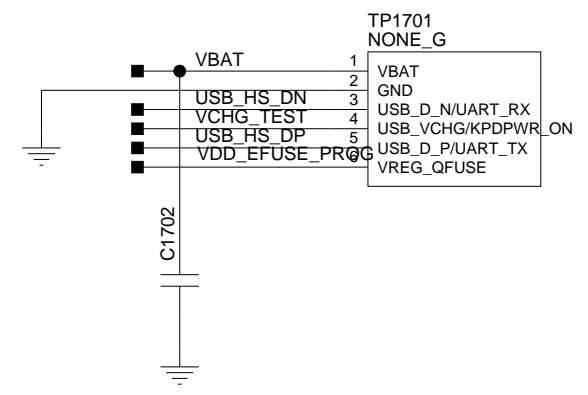 TP1701
NONE_G
VBAT 1 VBAT
2 GND
USB_HS_DN 3 USB_D_N/UART_RX
VCHG_TEST 4 USB_VCHG/KPDPWR_ON
USB_HS_DP 5 USB_D_P/UART_TX
VDD_EFUSE_PROG 6 VREG_QFUSE
C1702